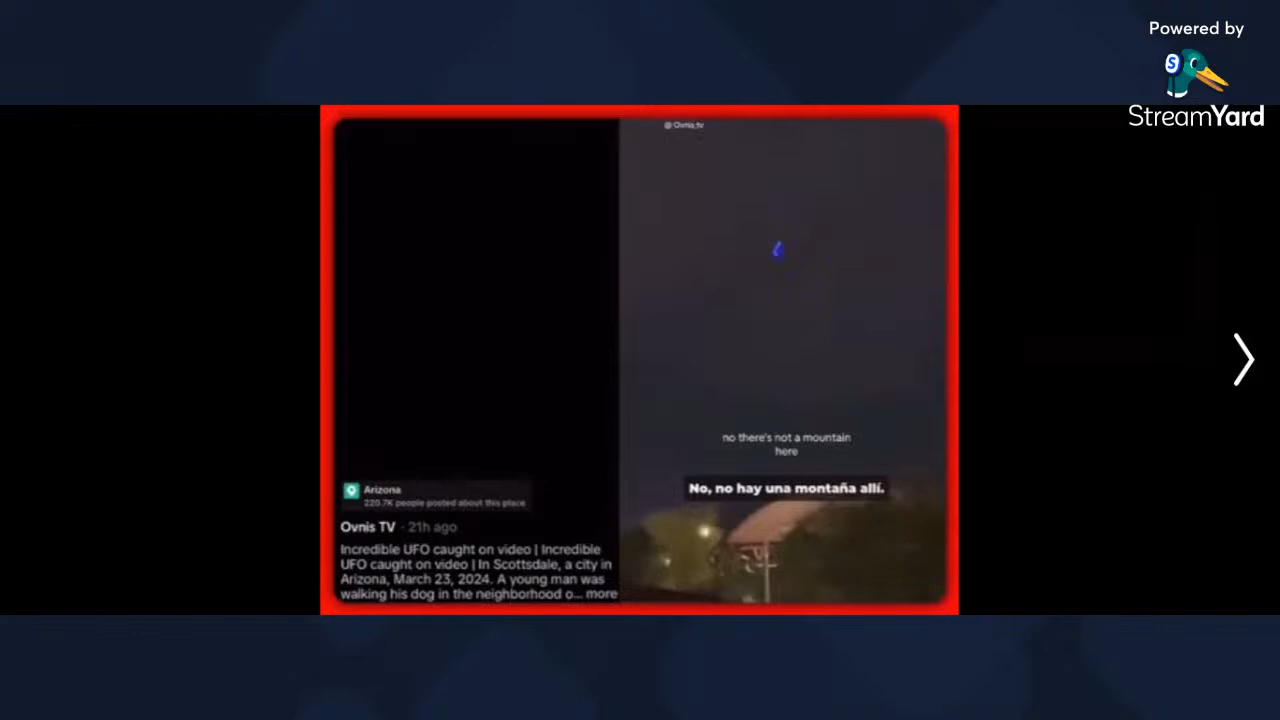 Powered by
S
StreamYard
@Ovnis_tv
no there's not a mountain
here
No, no hay una montaña allí.
Arizona
220.7K people posted about this place
Ovnis TV · 21h ago
Incredible UFO caught on video | Incredible
UFO caught on video | In Scottsdale, a city in
Arizona, March 23, 2024. A young man was
walking his dog in the neighborhood o... more